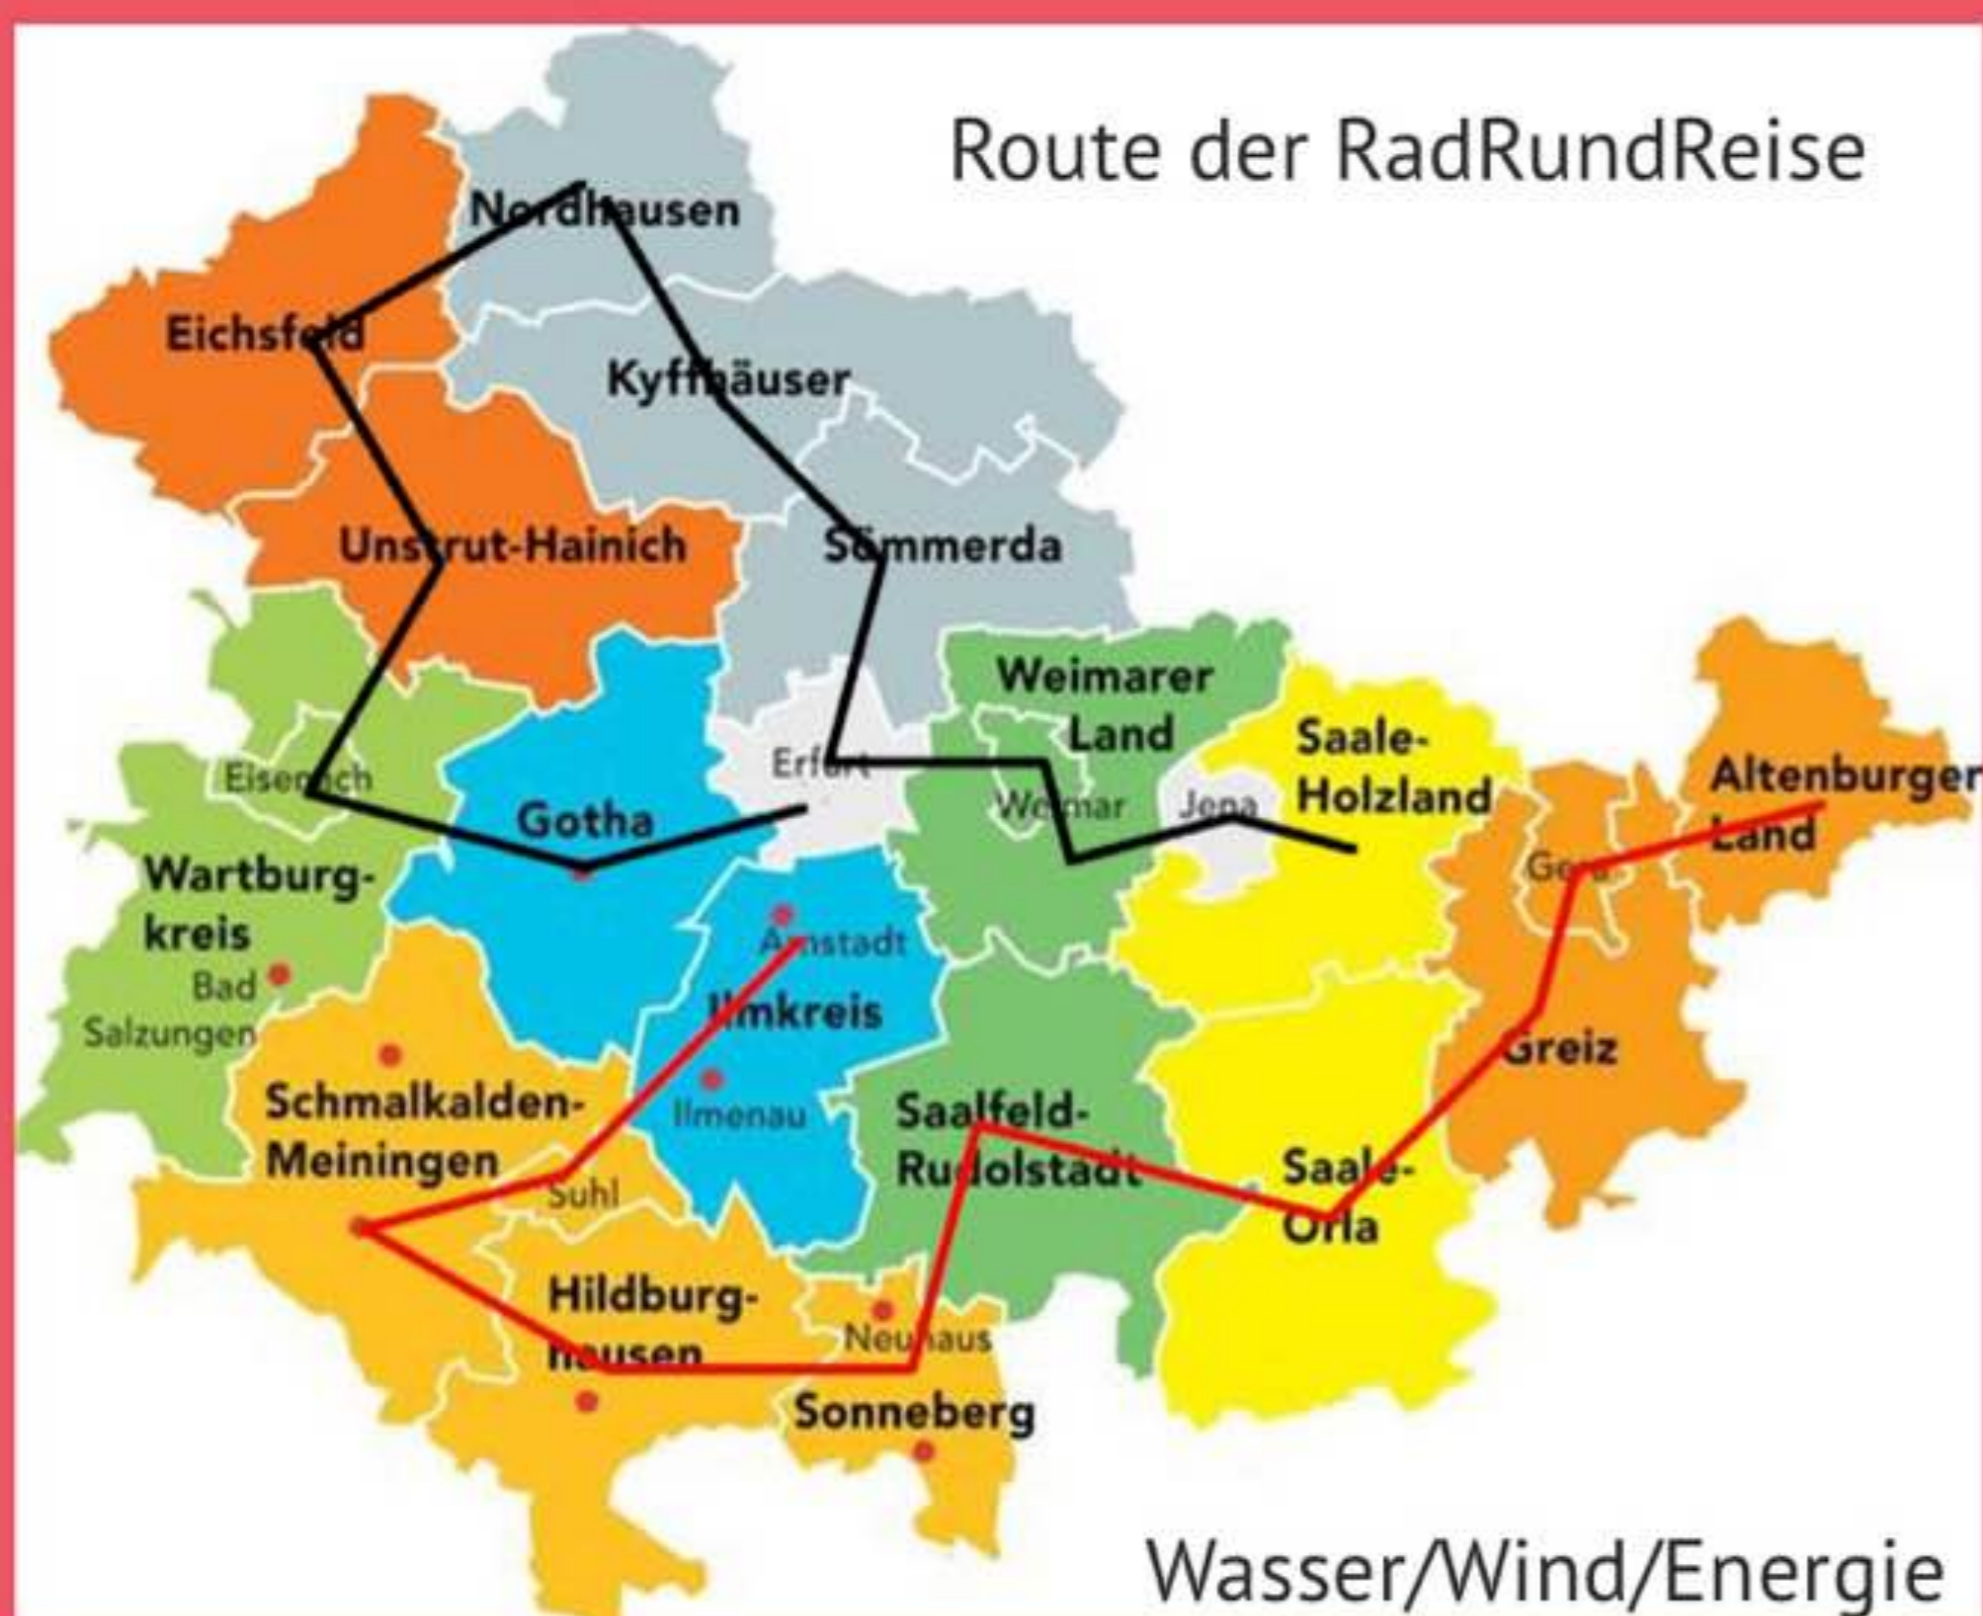 Route der RadRundReise
Nordhausen
Eichsfeld
Kyffhäuser
Unstrut-Hainich
Sömmerda
Weimarer
Land
Saale-
Holzland
Altenburger
Land
Erfurt
Eisenach
Gotha
Weimar
Jena
Gera
Wartburg-
kreis
Bad
Salzungen
Arnstadt
Ilmkreis
Ilmenau
Schmalkalden-
Meiningen
Suhl
Saalfeld-
Rudolstadt
Saale-
Orla
Greiz
Hildburg-
hausen
Neuhaus
Sonneberg
Wasser/Wind/Energie